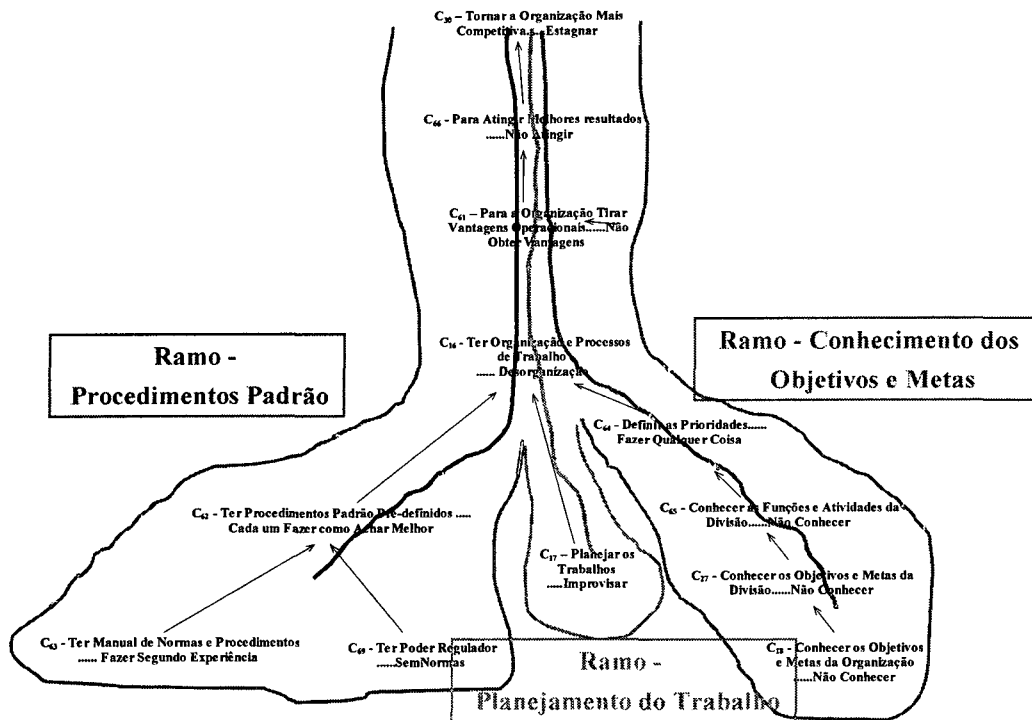 C30 – Tornar a Organização Mais
Competitiva.....Estagnar
C66 - Para Atingir Melhores resultados
......Não Atingir
C61 – Para a Organização Tirar
Vantagens Operacionais......Não
Obter Vantagens
Ramo -
Procedimentos Padrão
C16 - Ter Organização e Processos
de Trabalho
...... Desorganização
Ramo - Conhecimento dos
Objetivos e Metas
C64 – Definir as Prioridades......
Fazer Qualquer Coisa
C62 - Ter Procedimentos Padrão Pré-definidos .....
Cada um Fazer como Achar Melhor
C65 - Conhecer as Funções e Atividades da
Divisão......Não Conhecer
C17 – Planejar os
Trabalhos
.....Improvisar
C27 - Conhecer os Objetivos e Metas da
Divisão......Não Conhecer
C63 - Ter Manual de Normas e Procedimentos
...... Fazer Segundo Experiência
C69 - Ter Poder Regulador
......SemNormas
C28 - Conhecer os Objetivos
e Metas da Organização
......Não Conhecer
Ramo -
Planejamento do Trabalho